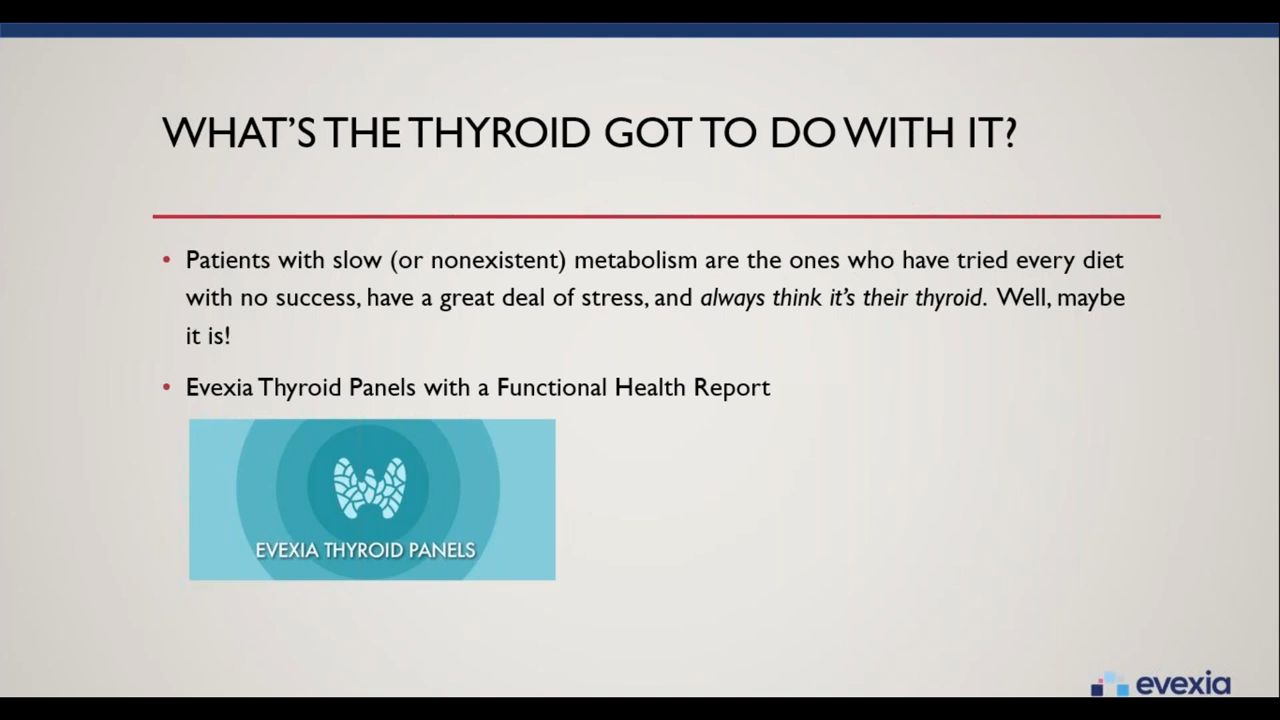 WHAT'S THE THYROID GOT TO DO WITH IT?
• Patients with slow (or nonexistent) metabolism are the ones who have tried every diet
with no success, have a great deal of stress, and always think it's their thyroid. Well, maybe
it is!
• Evexia Thyroid Panels with a Functional Health Report
EVEXIA THYROID PANELS
evexia